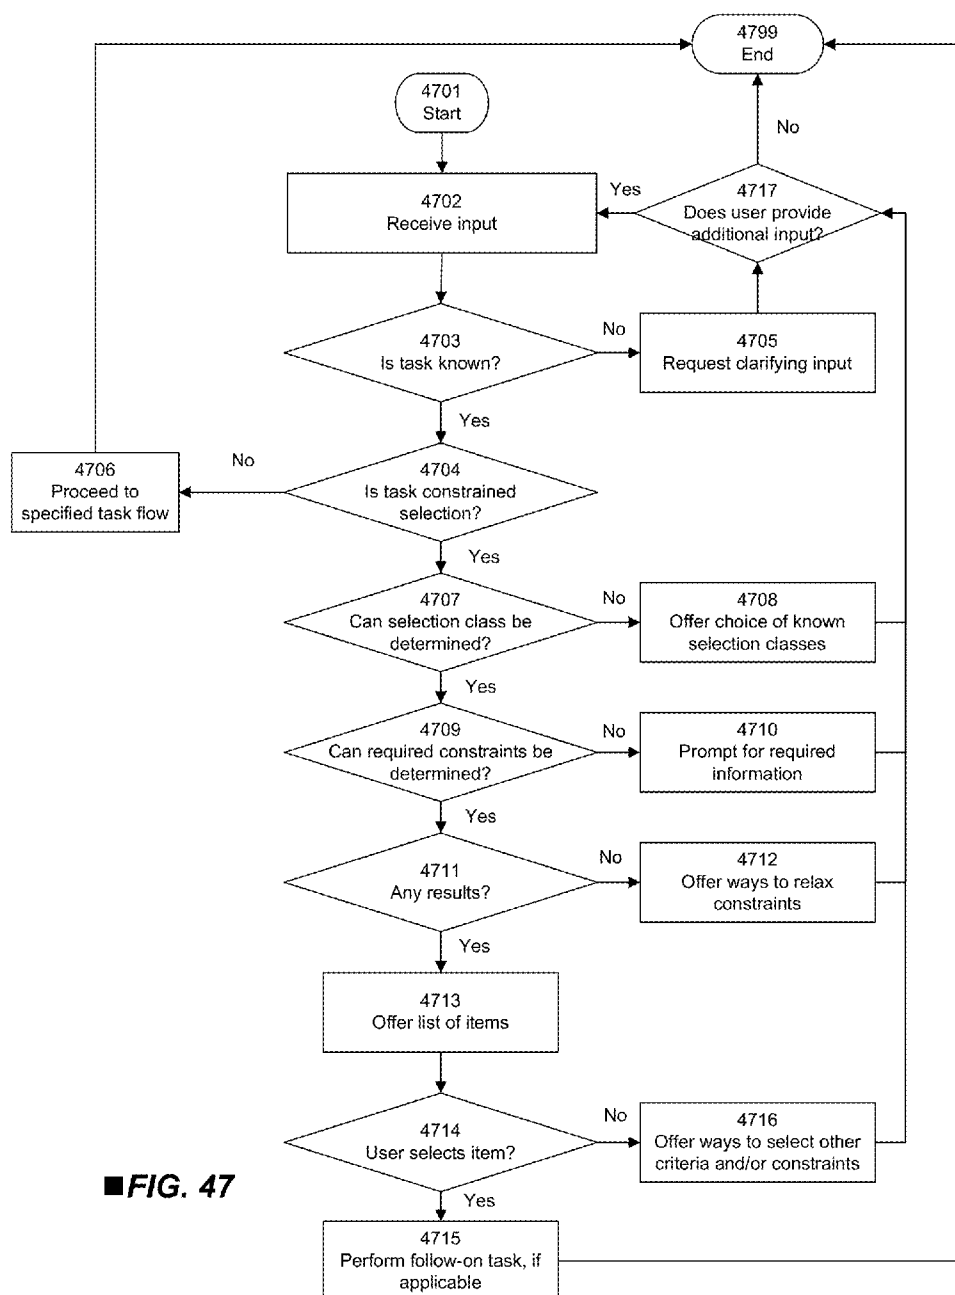 4799
End
4701
Start
No
4702
Receive input
Yes
4717
Does user provide
additional input?
4703
Is task known?
No
4705
Request clarifying input
Yes
4706
Proceed to
specified task flow
No
4704
Is task constrained
selection?
Yes
4707
Can selection class be
determined?
No
4708
Offer choice of known
selection classes
Yes
4709
Can required constraints be
determined?
No
4710
Prompt for required
information
Yes
4711
Any results?
No
4712
Offer ways to relax
constraints
Yes
4713
Offer list of items
4714
User selects item?
No
4716
Offer ways to select other
criteria and/or constraints
FIG. 47
Yes
4715
Perform follow-on task, if
applicable